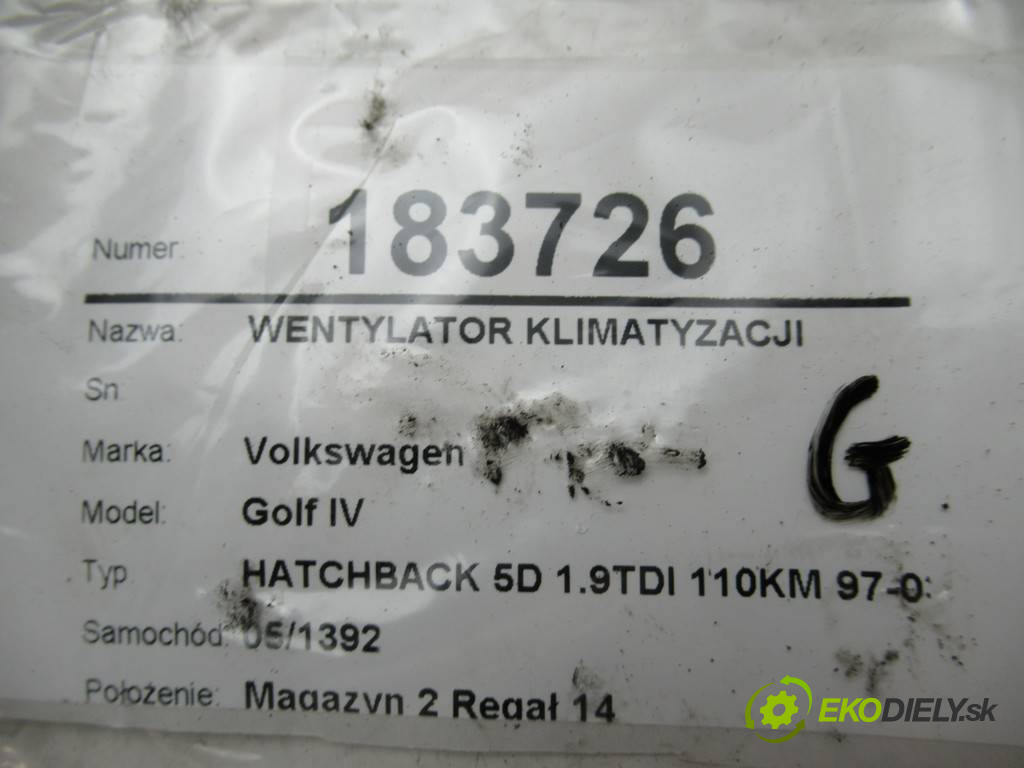 Numer: 183726
Nazwa: WENTYLATOR KLIMATYZACJI
Sn
Marka: Volkswagen
G
Model: Golf IV
Typ HATCHBACK 5D 1.9TDI 110KM 97-0
Samochód: 05/1392
Położenie: Magazyn 2 Regał 14
EKODIELY.sk